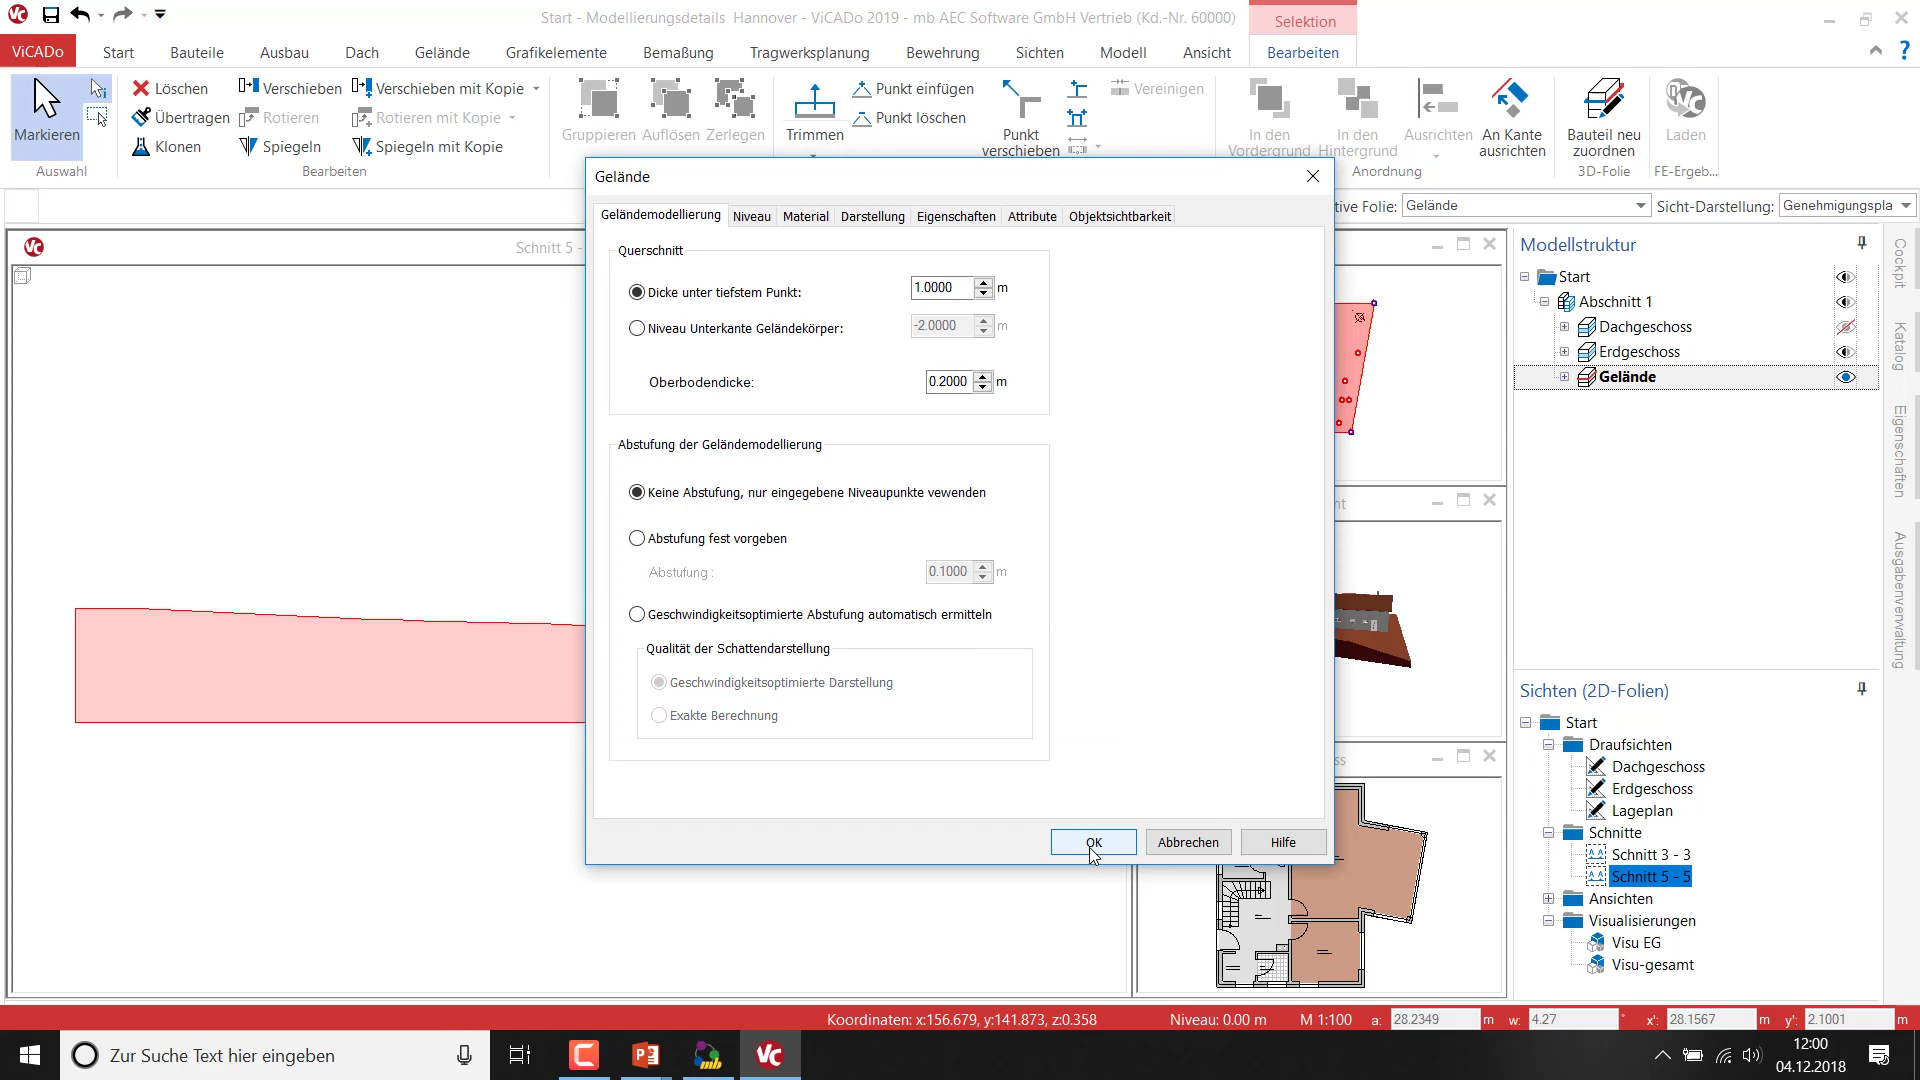 Start - Modellierungsdetails Hannover - ViCADo 2019 - mb AEC Software GmbH Vertrieb (Kd.-Nr. 60000)
Selektion
ViCADo Start Bauteile Ausbau Dach Gelände Grafikelemente Bemaßung Tragwerksplanung Bewehrung Sichten Modell Ansicht Bearbeiten
Markieren
Auswahl
Löschen Verschieben Verschieben mit Kopie
Übertragen Rotieren Rotieren mit Kopie
Klonen Spiegeln Spiegeln mit Kopie
Bearbeiten
Gruppieren Auflösen Zerlegen
Trimmen
Punkt einfügen
Punkt löschen
Punkt verschieben
Vereinigen
In den Vordergrund
In den Hintergrund
Ausrichten
An Kante ausrichten
Anordnung
Bauteil neu zuordnen
3D-Folie
Laden
FE-Ergeb...
tive Folie: Gelände
Sicht-Darstellung: Genehmigungspla
Schnitt 5 -
Gelände
Geländemodellierung Niveau Material Darstellung Eigenschaften Attribute Objektsichtbarkeit
Querschnitt
Dicke unter tiefstem Punkt: 1.0000 m
Niveau Unterkante Geländekörper: -2.0000 m
Oberbodendicke: 0.2000 m
Abstufung der Geländemodellierung
Keine Abstufung, nur eingegebene Niveaupunkte vewenden
Abstufung fest vorgeben
Abstufung : 0.1000 m
Geschwindigkeitsoptimierte Abstufung automatisch ermitteln
Qualität der Schattendarstellung
Geschwindigkeitsoptimierte Darstellung
Exakte Berechnung
OK Abbrechen Hilfe
Modellstruktur
Start
Abschnitt 1
Dachgeschoss
Erdgeschoss
Gelände
Sichten (2D-Folien)
Start
Draufsichten
Dachgeschoss
Erdgeschoss
Lageplan
Schnitte
Schnitt 3 - 3
Schnitt 5 - 5
Ansichten
Visualisierungen
Visu EG
Visu-gesamt
Cockpit
Katalog
Eigenschaften
Ausgabenverwaltung
Koordinaten: x:156.679, y:141.873, z:0.358 Niveau: 0.00 m M 1:100 a: 28.2349 m w: 4.27 ° x': 28.1567 m y': 2.1001 m
Zur Suche Text hier eingeben
12:00
04.12.2018